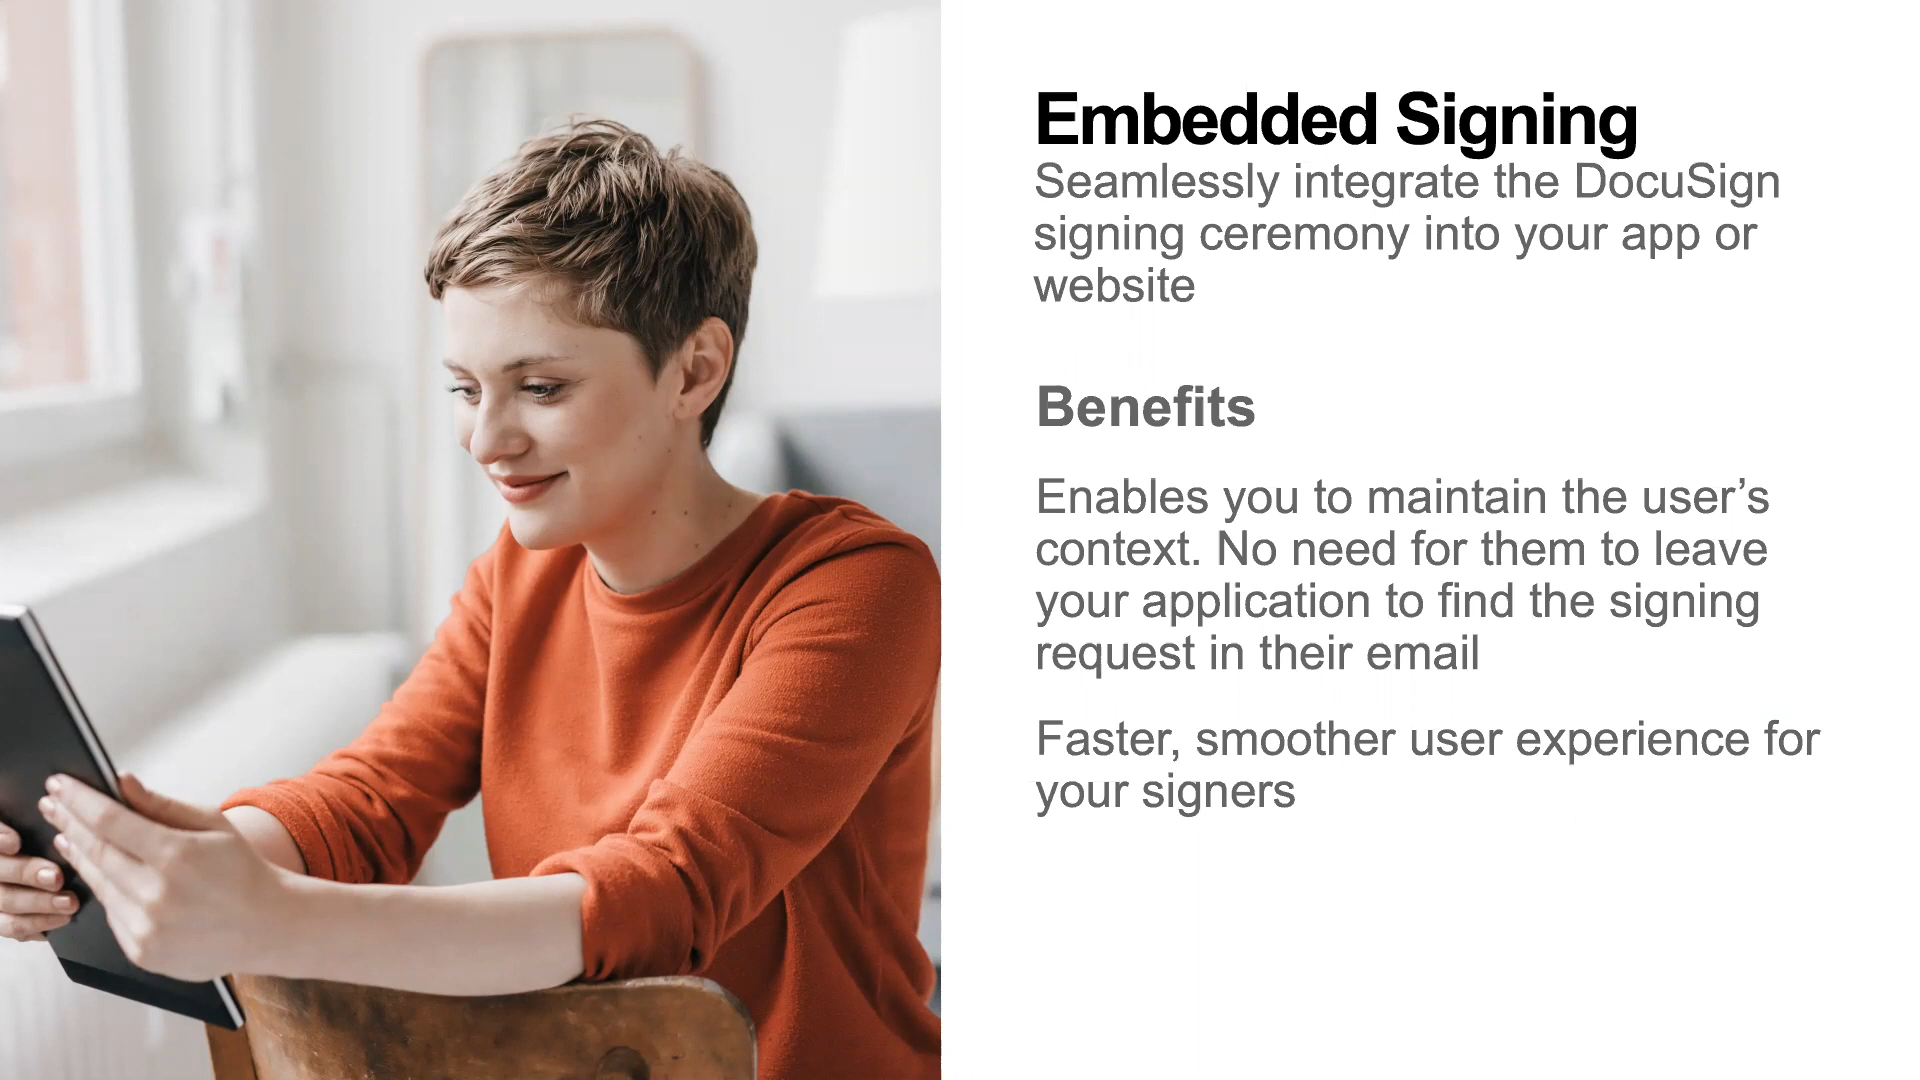 Embedded Signing
Seamlessly integrate the DocuSign
signing ceremony into your app or
website
Benefits
Enables you to maintain the user’s
context. No need for them to leave
your application to find the signing
request in their email
Faster, smoother user experience for
your signers